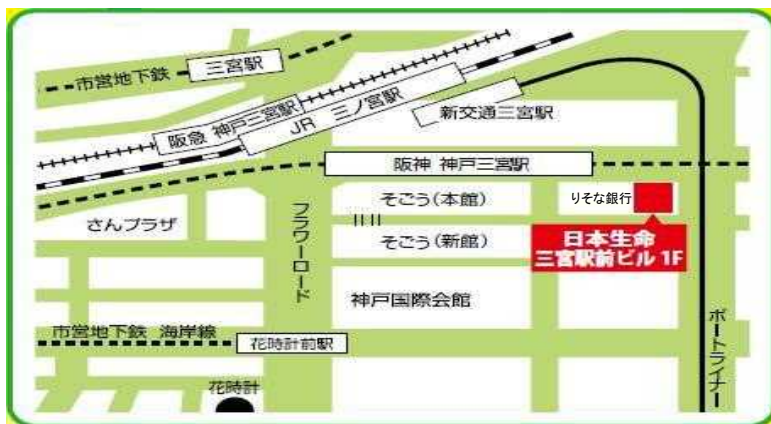 三宮駅
市営地下鉄
阪急 神戸三宮駅
JR 三ノ宮駅
新交通三宮駅
阪神 神戸三宮駅
そごう(本館)
りそな銀行
さんプラザ
フラワーロード
そごう(新館)
日本生命
三宮駅前ビル 1F
神戸国際会館
ポートライナー
市営地下鉄 海岸線
花時計前駅
花時計